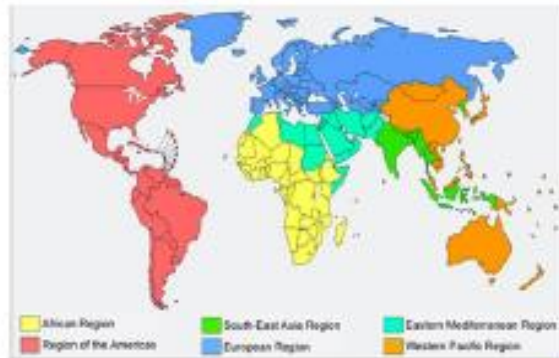 African Region
South-East Asia Region
Eastern Mediterranean Region
Region of the Americas
European Region
Western Pacific Region